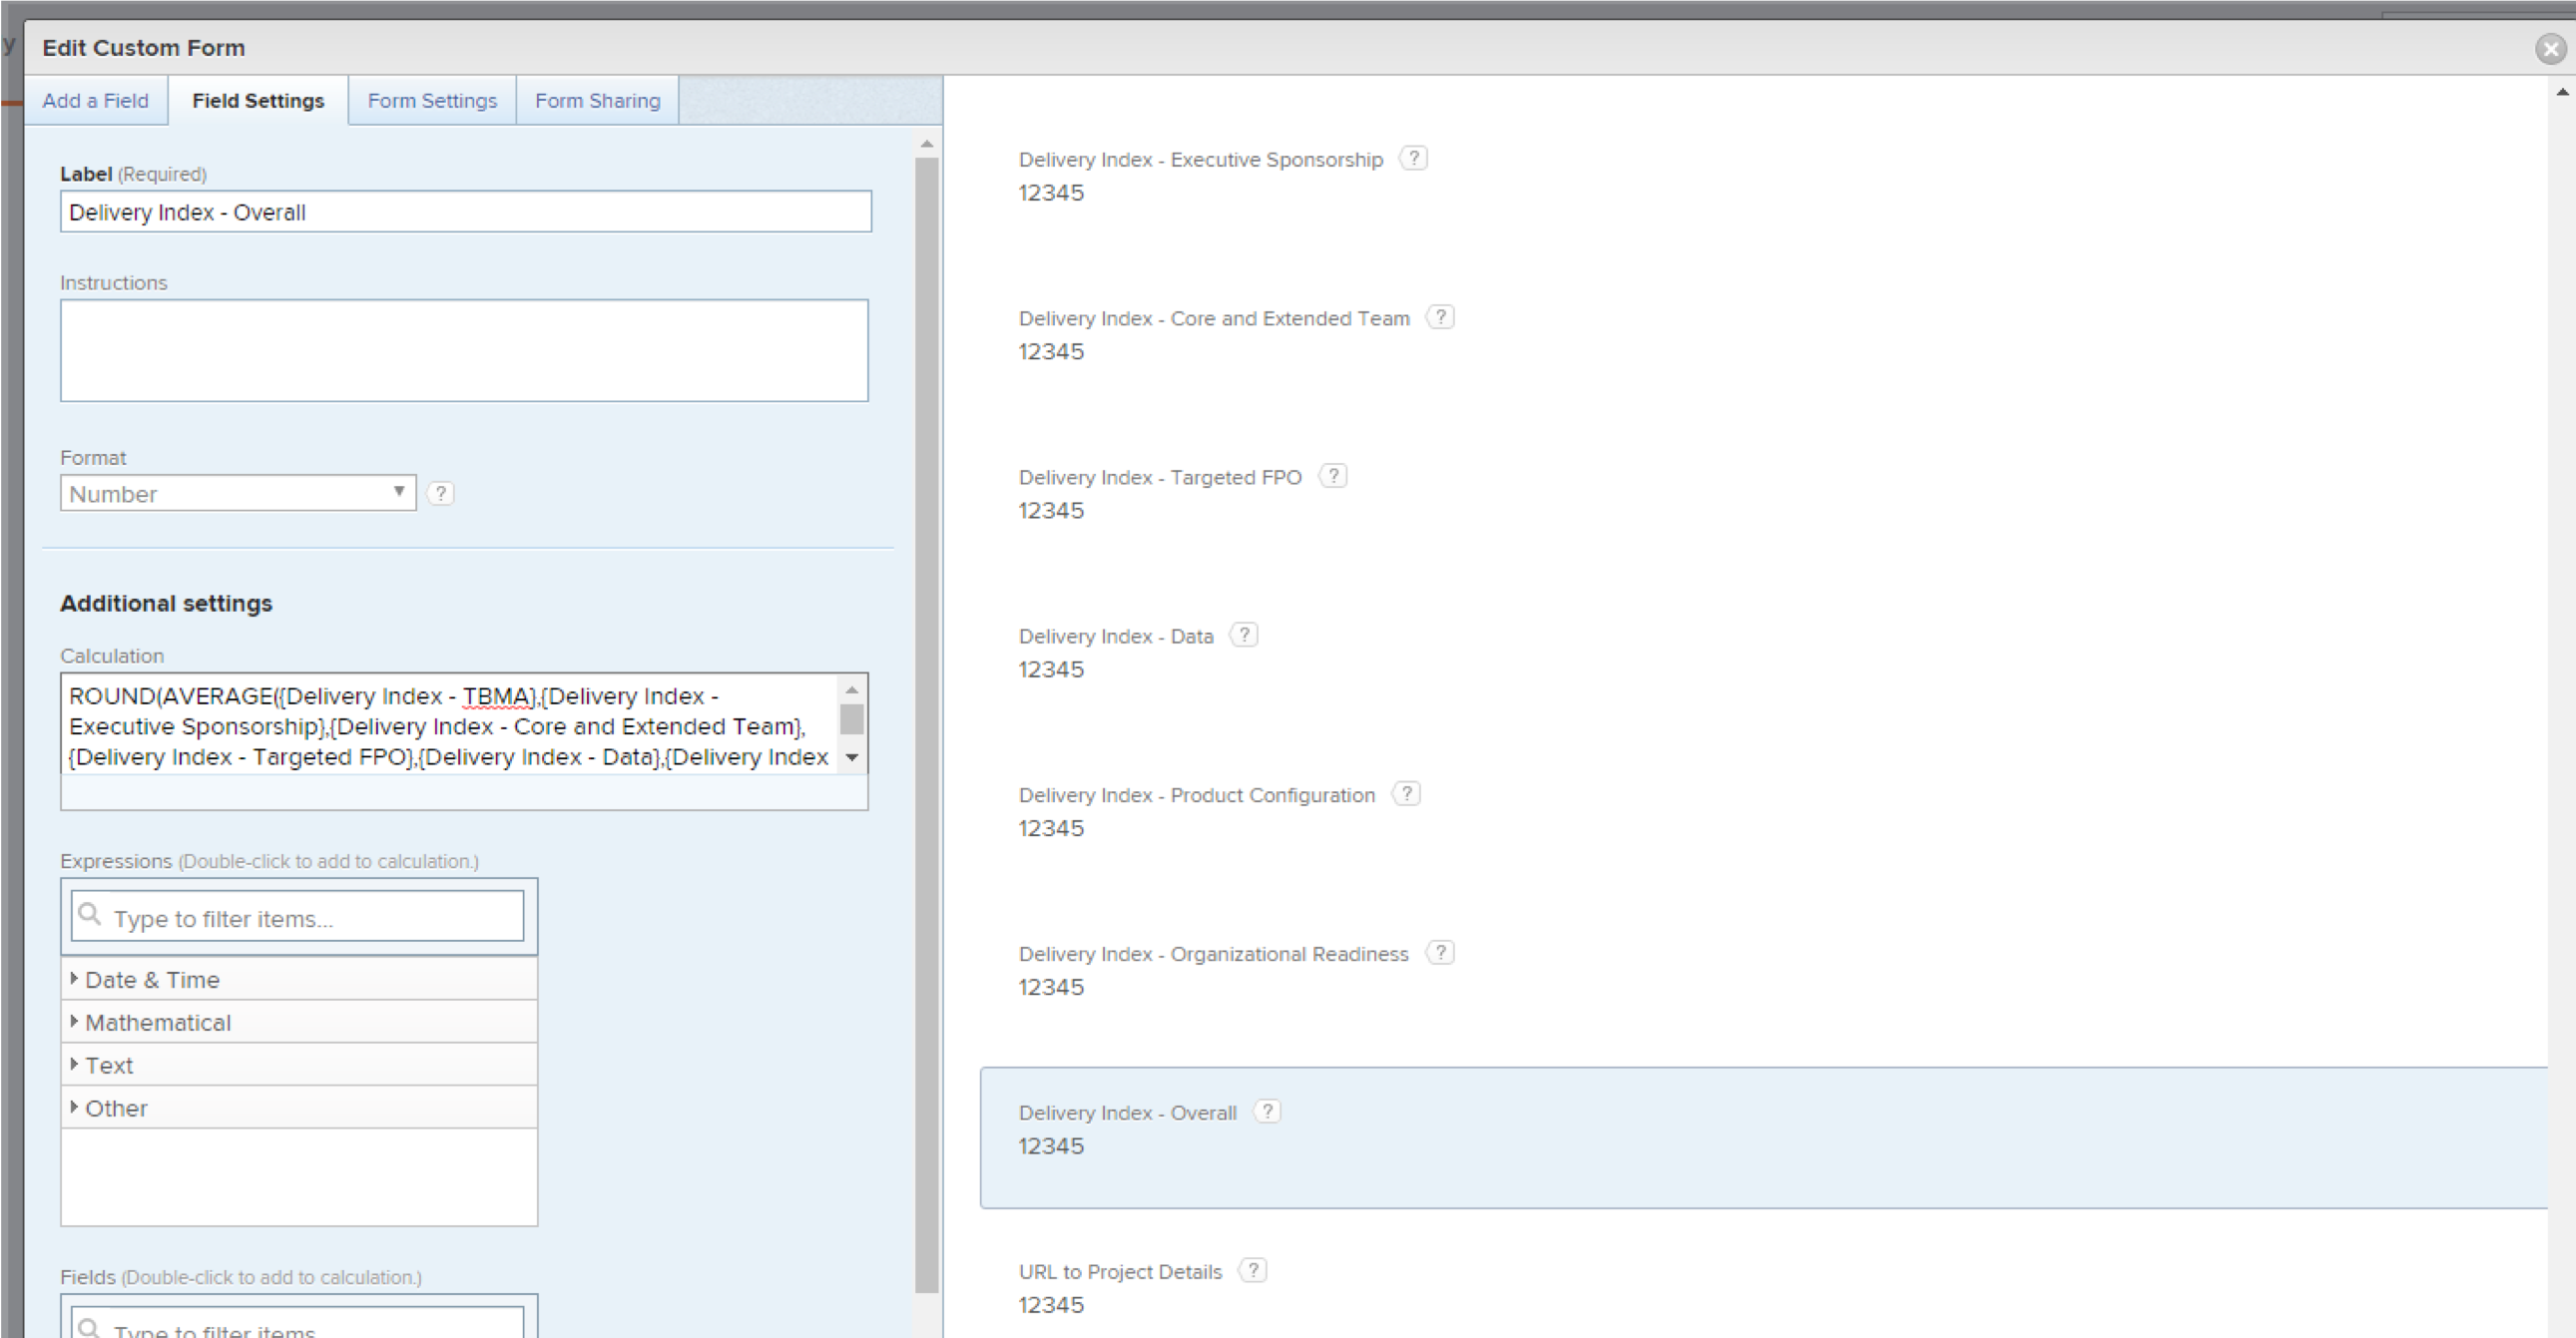 y
Edit Custom Form
Add a Field
Field Settings
Form Settings
Form Sharing
Label (Required)
Delivery Index - Overall
Instructions
Format
Number
?
Additional settings
Calculation
ROUND(AVERAGE({Delivery Index - TBMA},{Delivery Index -
Executive Sponsorship},{Delivery Index - Core and Extended Team},
{Delivery Index - Targeted FPO},{Delivery Index - Data},{Delivery Index
Expressions (Double-click to add to calculation.)
Type to filter items...
Date & Time
Mathematical
Text
Other
Fields (Double-click to add to calculation.)
Type to filter items
Delivery Index - Executive Sponsorship ?
12345
Delivery Index - Core and Extended Team ?
12345
Delivery Index - Targeted FPO ?
12345
Delivery Index - Data ?
12345
Delivery Index - Product Configuration ?
12345
Delivery Index - Organizational Readiness ?
12345
Delivery Index - Overall ?
12345
URL to Project Details ?
12345